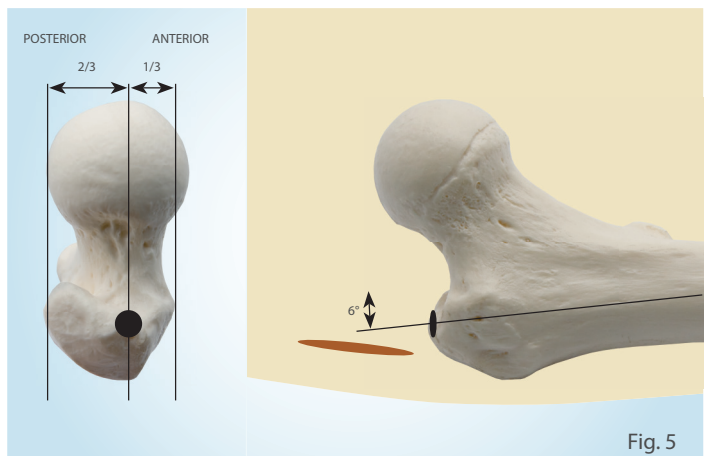 POSTERIOR
ANTERIOR
2/3
1/3
6°
Fig. 5